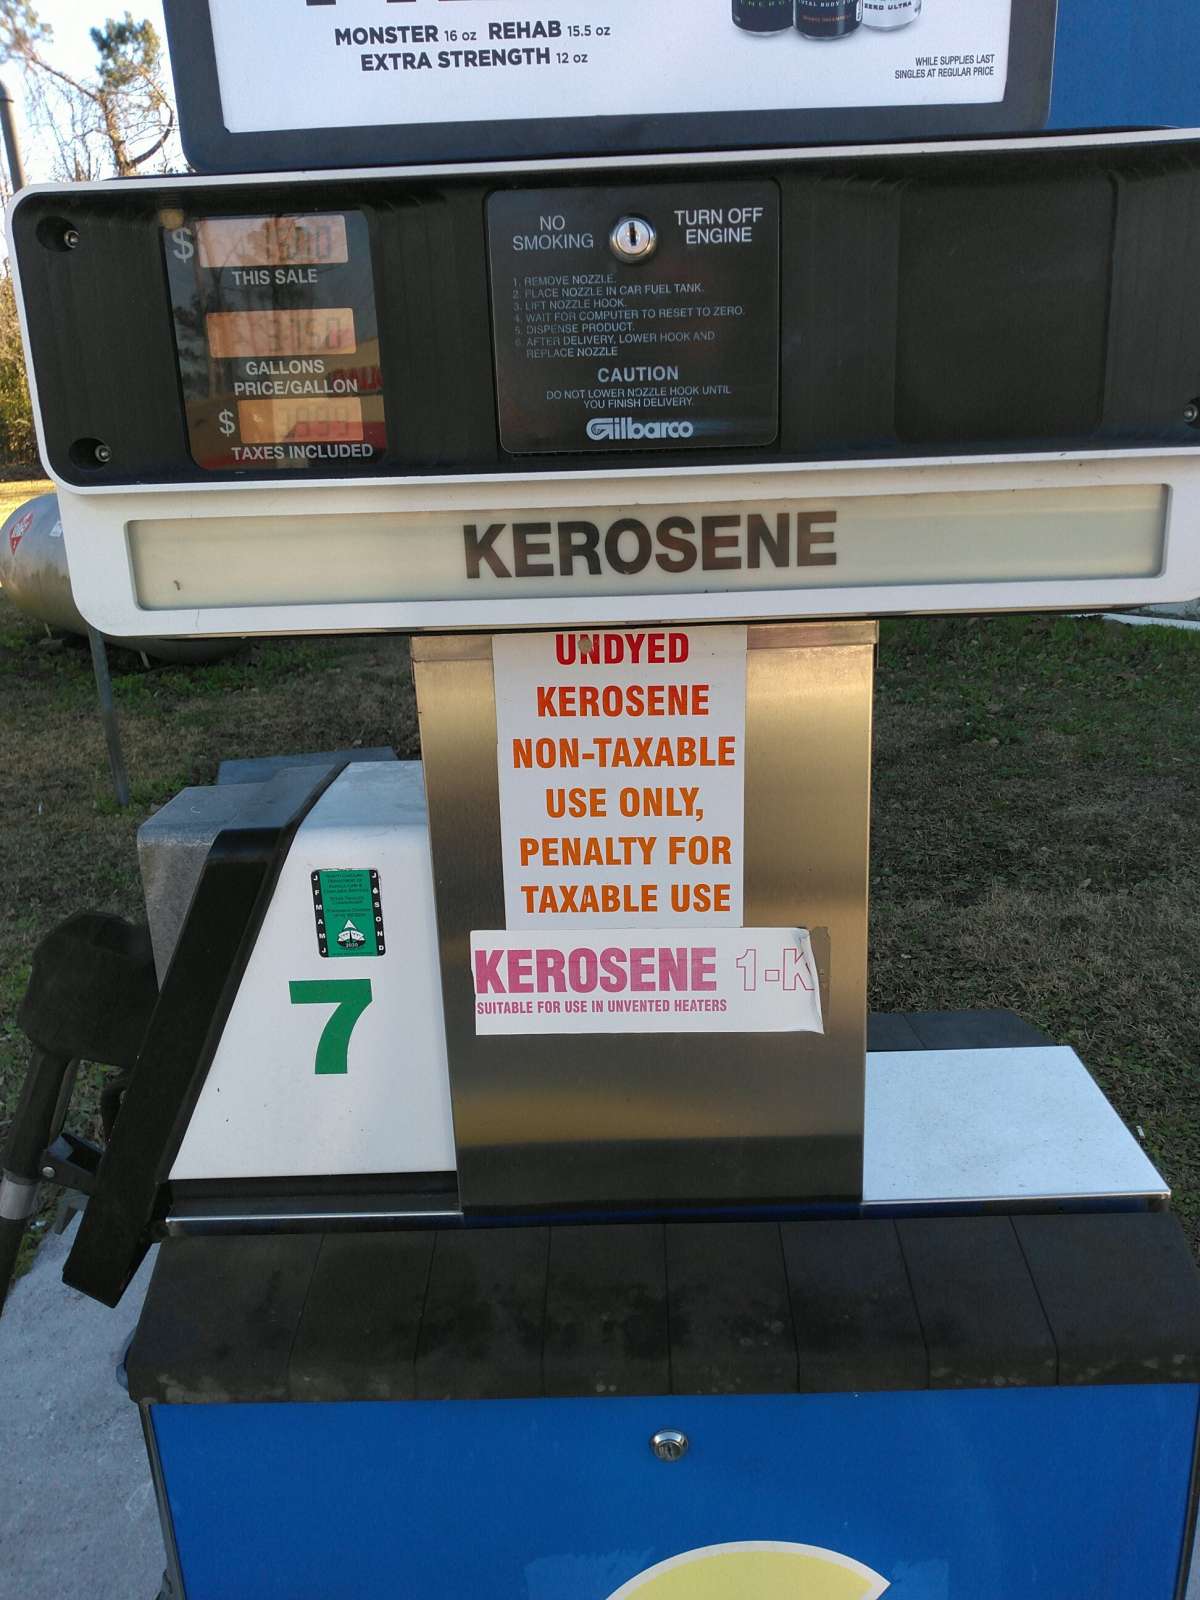 MONSTER 16 oz REHAB 15.5 oz
EXTRA STRENGTH 12 oz
WHILE SUPPLIES LAST
SINGLES AT REGULAR PRICE
ZERO ULTRA
$
THIS SALE
GALLONS
PRICE/GALLON
$
TAXES INCLUDED
NO SMOKING
TURN OFF ENGINE
1. REMOVE NOZZLE.
2. PLACE NOZZLE IN CAR FUEL TANK.
3. LIFT NOZZLE HOOK.
4. WAIT FOR COMPUTER TO RESET TO ZERO.
5. DISPENSE PRODUCT.
6. AFTER DELIVERY, LOWER HOOK AND
REPLACE NOZZLE
CAUTION
DO NOT LOWER NOZZLE HOOK UNTIL
YOU FINISH DELIVERY.
Gilbarco
KEROSENE
UNDYED
KEROSENE
NON-TAXABLE
USE ONLY,
PENALTY FOR
TAXABLE USE
KEROSENE 1-K
SUITABLE FOR USE IN UNVENTED HEATERS
J F M A M J
J A S O N D
2020
7